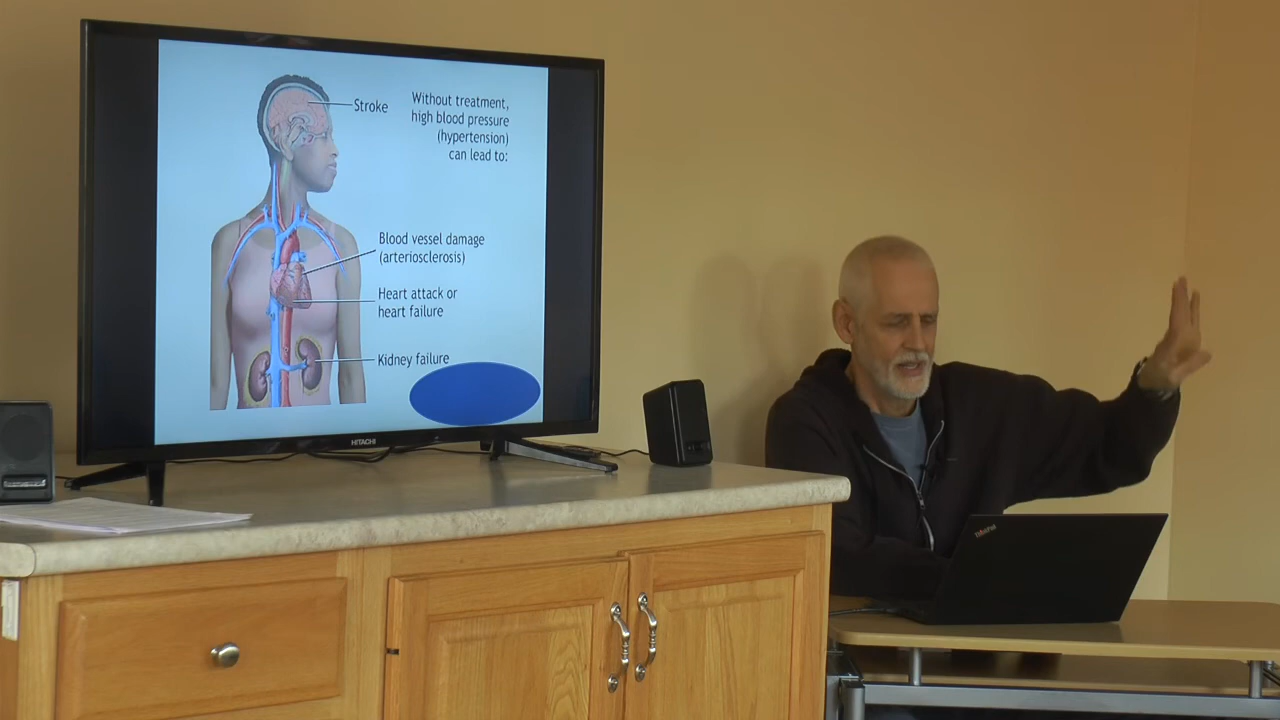 Stroke
Without treatment,
high blood pressure
(hypertension)
can lead to:
Blood vessel damage
(arteriosclerosis)
Heart attack or
heart failure
Kidney failure
HITACHI
ThinkPad